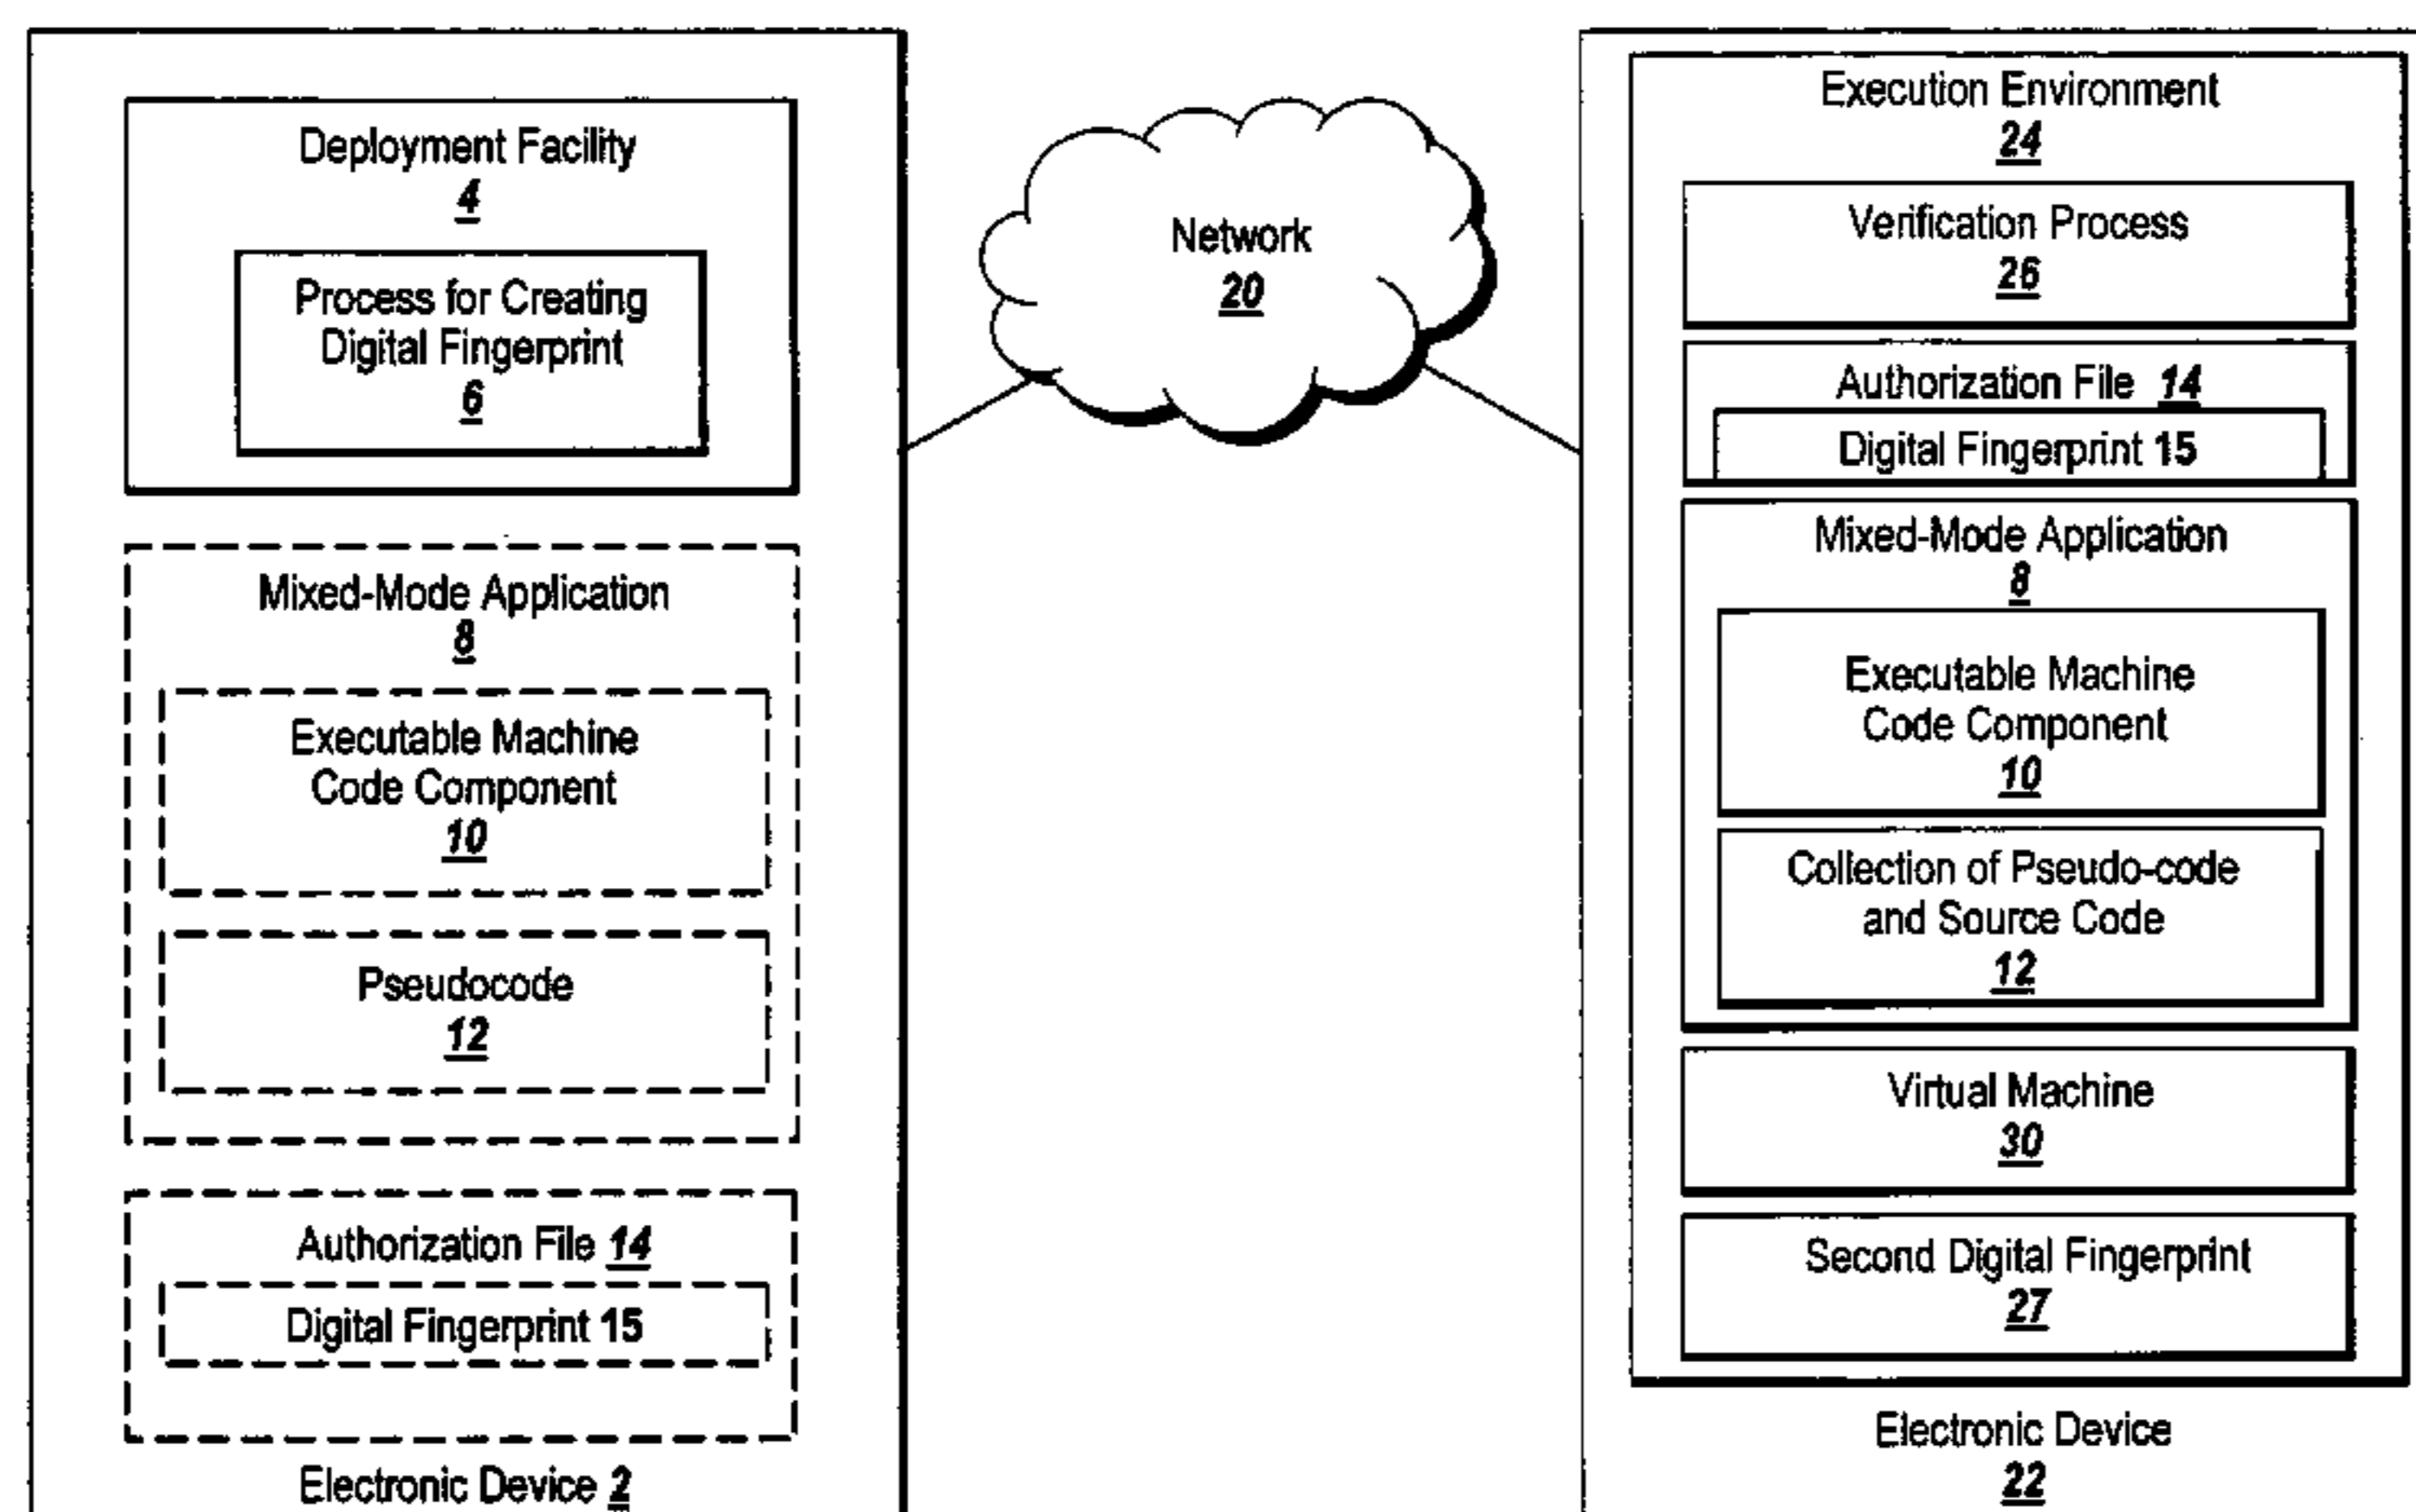 Deployment Facility
4
Process for Creating
Digital Fingerprint
6
Mixed-Mode Application
8
Executable Machine
Code Component
10
Pseudocode
12
Authorization File 14
Digital Fingerprint 15
Electronic Device 2
Network
20
Execution Environment
24
Verification Process
26
Authorization File 14
Digital Fingerprint 15
Mixed-Mode Application
8
Executable Machine
Code Component
10
Collection of Pseudo-code
and Source Code
12
Virtual Machine
30
Second Digital Fingerprint
27
Electronic Device
22